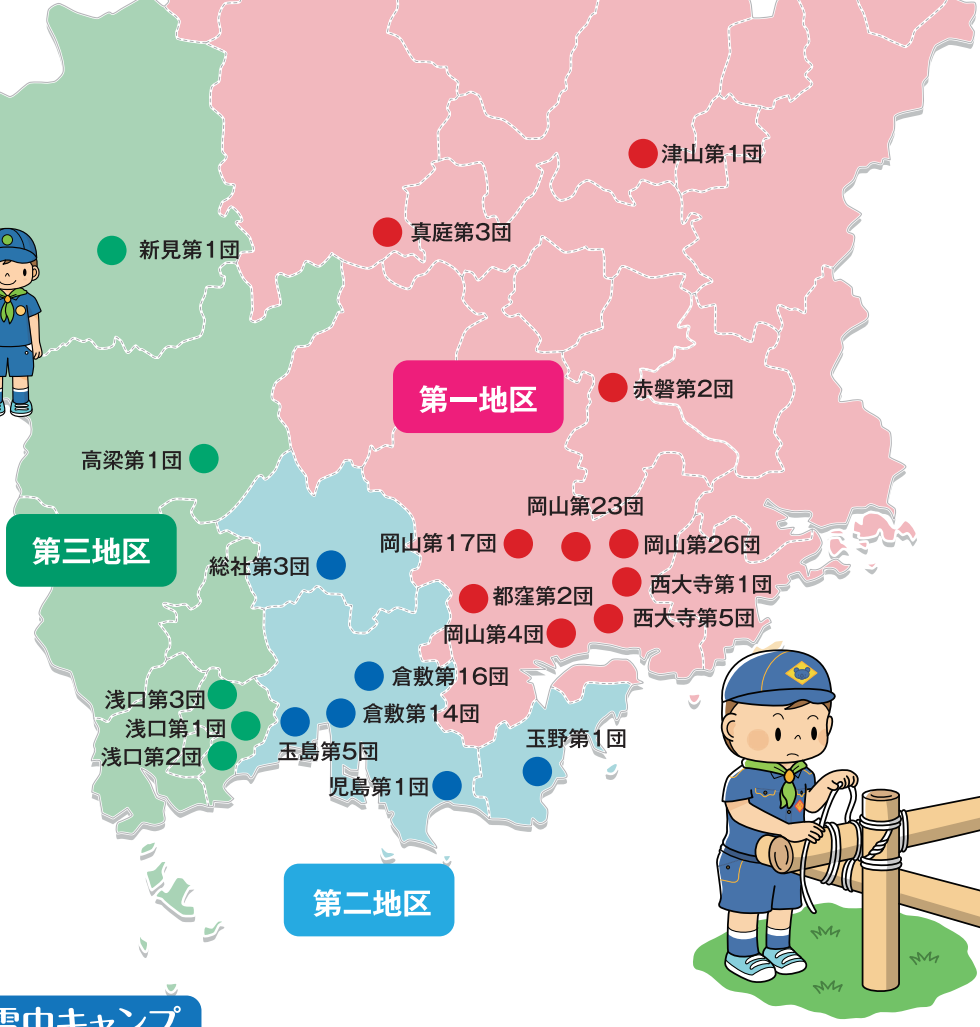 津山第1団
真庭第3団
新見第1団
赤磐第2団
第一地区
高梁第1団
岡山第23団
岡山第17団
岡山第26団
第三地区
総社第3団
西大寺第1団
都窪第2団
西大寺第5団
岡山第4団
倉敷第16団
浅口第3団
倉敷第14団
浅口第1団
玉野第1団
玉島第5団
浅口第2団
児島第1団
第二地区
雪中キャンプ